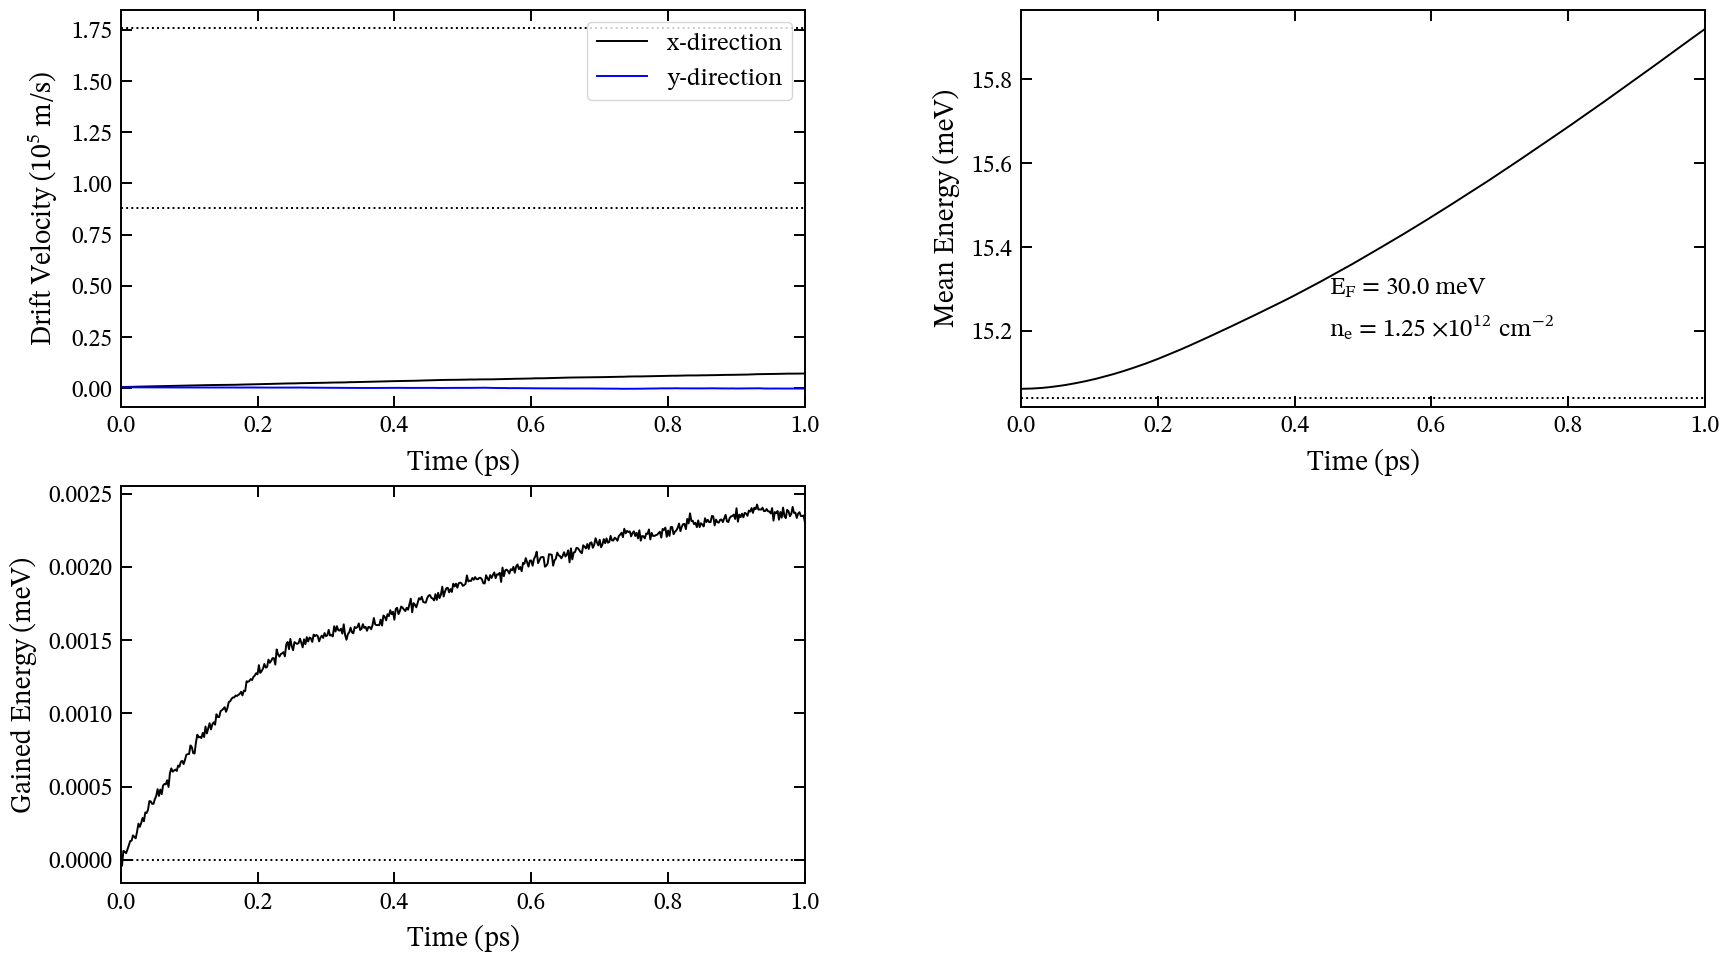 Drift Velocity (10⁵ m/s)
1.75
1.50
1.25
1.00
0.75
0.50
0.25
0.00
x-direction
y-direction
0.0 0.2 0.4 0.6 0.8 1.0
Time (ps)
Mean Energy (meV)
15.8
15.6
15.4
15.2
E_F = 30.0 meV
n_e = 1.25 ×10¹² cm⁻²
0.0 0.2 0.4 0.6 0.8 1.0
Time (ps)
Gained Energy (meV)
0.0025
0.0020
0.0015
0.0010
0.0005
0.0000
0.0 0.2 0.4 0.6 0.8 1.0
Time (ps)